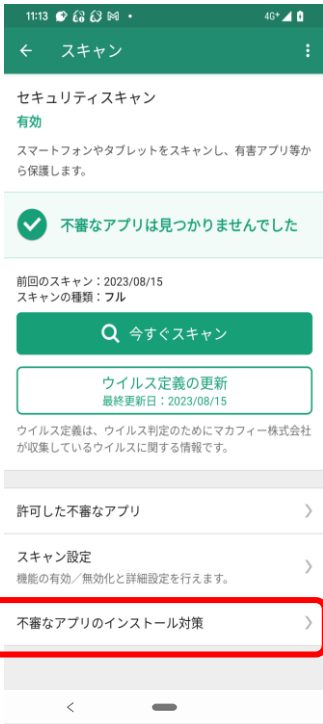 11:13
4G+
スキャン
セキュリティスキャン
有効
スマートフォンやタブレットをスキャンし、有害アプリ等か
ら保護します。
不審なアプリは見つかりませんでした
前回のスキャン：2023/08/15
スキャンの種類：フル
今すぐスキャン
ウイルス定義の更新
最終更新日：2023/08/15
ウイルス定義は、ウイルス判定のためにマカフィー株式会社
が収集しているウイルスに関する情報です。
許可した不審なアプリ
スキャン設定
機能の有効／無効化と詳細設定を行えます。
不審なアプリのインストール対策